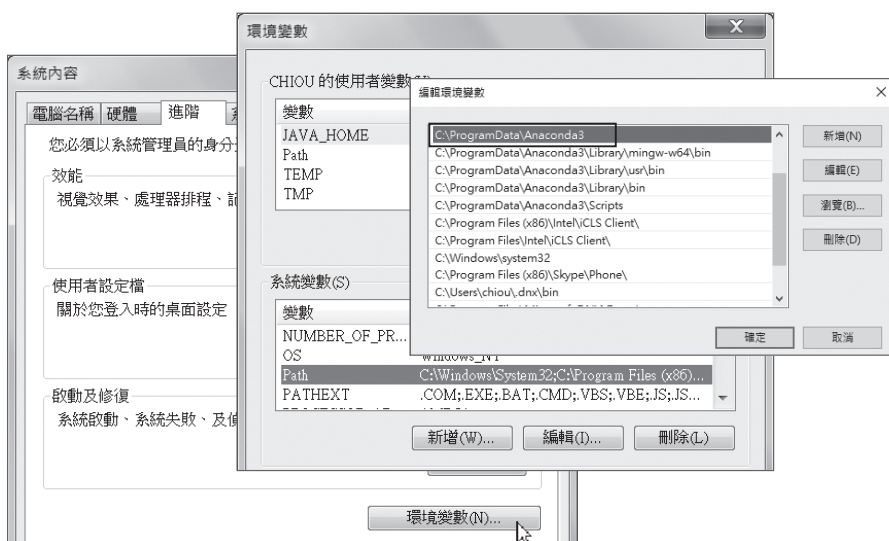 系統內容
電腦名稱 硬體 進階
您必須以系統管理員的身分
效能
視覺效果、處理器排程、
使用者設定檔
關於您登入時的桌面設定
啟動及修復
系統啟動、系統失敗、及
環境變數(N)...
環境變數
CHIOU 的使用者變數
變數
JAVA_HOME
Path
TEMP
TMP
系統變數(S)
變數
NUMBER_OF_PR...
OS
Windows_NT
Path C:\Windows\System32;C:\Program Files (x86)...
PATHEXT .COM;.EXE;.BAT;.CMD;.VBS;.VBE;.JS;.JS...
新增(W)... 編輯(I)... 刪除(L)
編輯環境變數
C:\ProgramData\Anaconda3
C:\ProgramData\Anaconda3\Library\mingw-w64\bin
C:\ProgramData\Anaconda3\Library\usr\bin
C:\ProgramData\Anaconda3\Library\bin
C:\ProgramData\Anaconda3\Scripts
C:\Program Files (x86)\Intel\iCLS Client\
C:\Program Files\Intel\iCLS Client\
C:\Windows\system32
C:\Program Files (x86)\Skype\Phone\
C:\Users\chiou\.dnx\bin
新增(N)
編輯(E)
瀏覽(B)...
刪除(D)
確定 取消